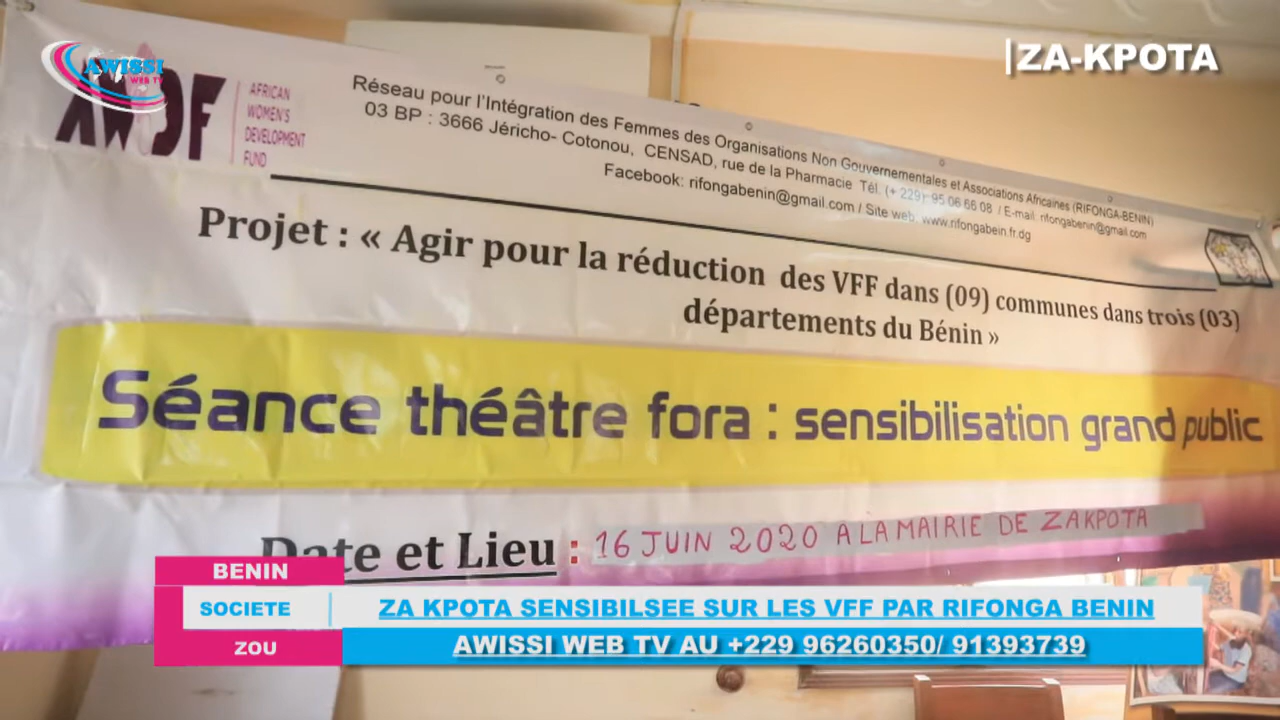 AWISSI
WEB TV
|ZA-KPOTA
AWDF
AFRICAN
WOMEN'S
DEVELOPMENT
FUND
Réseau pour l'Intégration des Femmes des Organisations Non Gouvernementales et Associations Africaines (RIFONGA-BENIN)
03 BP : 3666 Jéricho- Cotonou, CENSAD, rue de la Pharmacie Tél. (+ 229) 95 06 66 08 / E-mail: rifongabenin@gmail.com
Facebook: rifongabenin@gmail.com / Site web: www.rifongabein.fr.dg
Projet : « Agir pour la réduction des VFF dans (09) communes dans trois (03)
départements du Bénin »
Séance théâtre fora : sensibilisation grand public
Date et Lieu : 16 JUIN 2020 A LA MAIRIE DE ZAKPOTA
BENIN
SOCIETE
ZA KPOTA SENSIBILSEE SUR LES VFF PAR RIFONGA BENIN
ZOU
AWISSI WEB TV AU +229 96260350/ 91393739